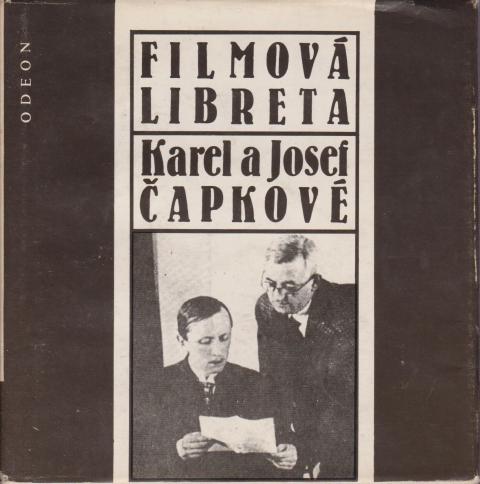 ODEON
FILMOVÁ
LIBRETA
Karel a Josef
ČAPKOVÉ